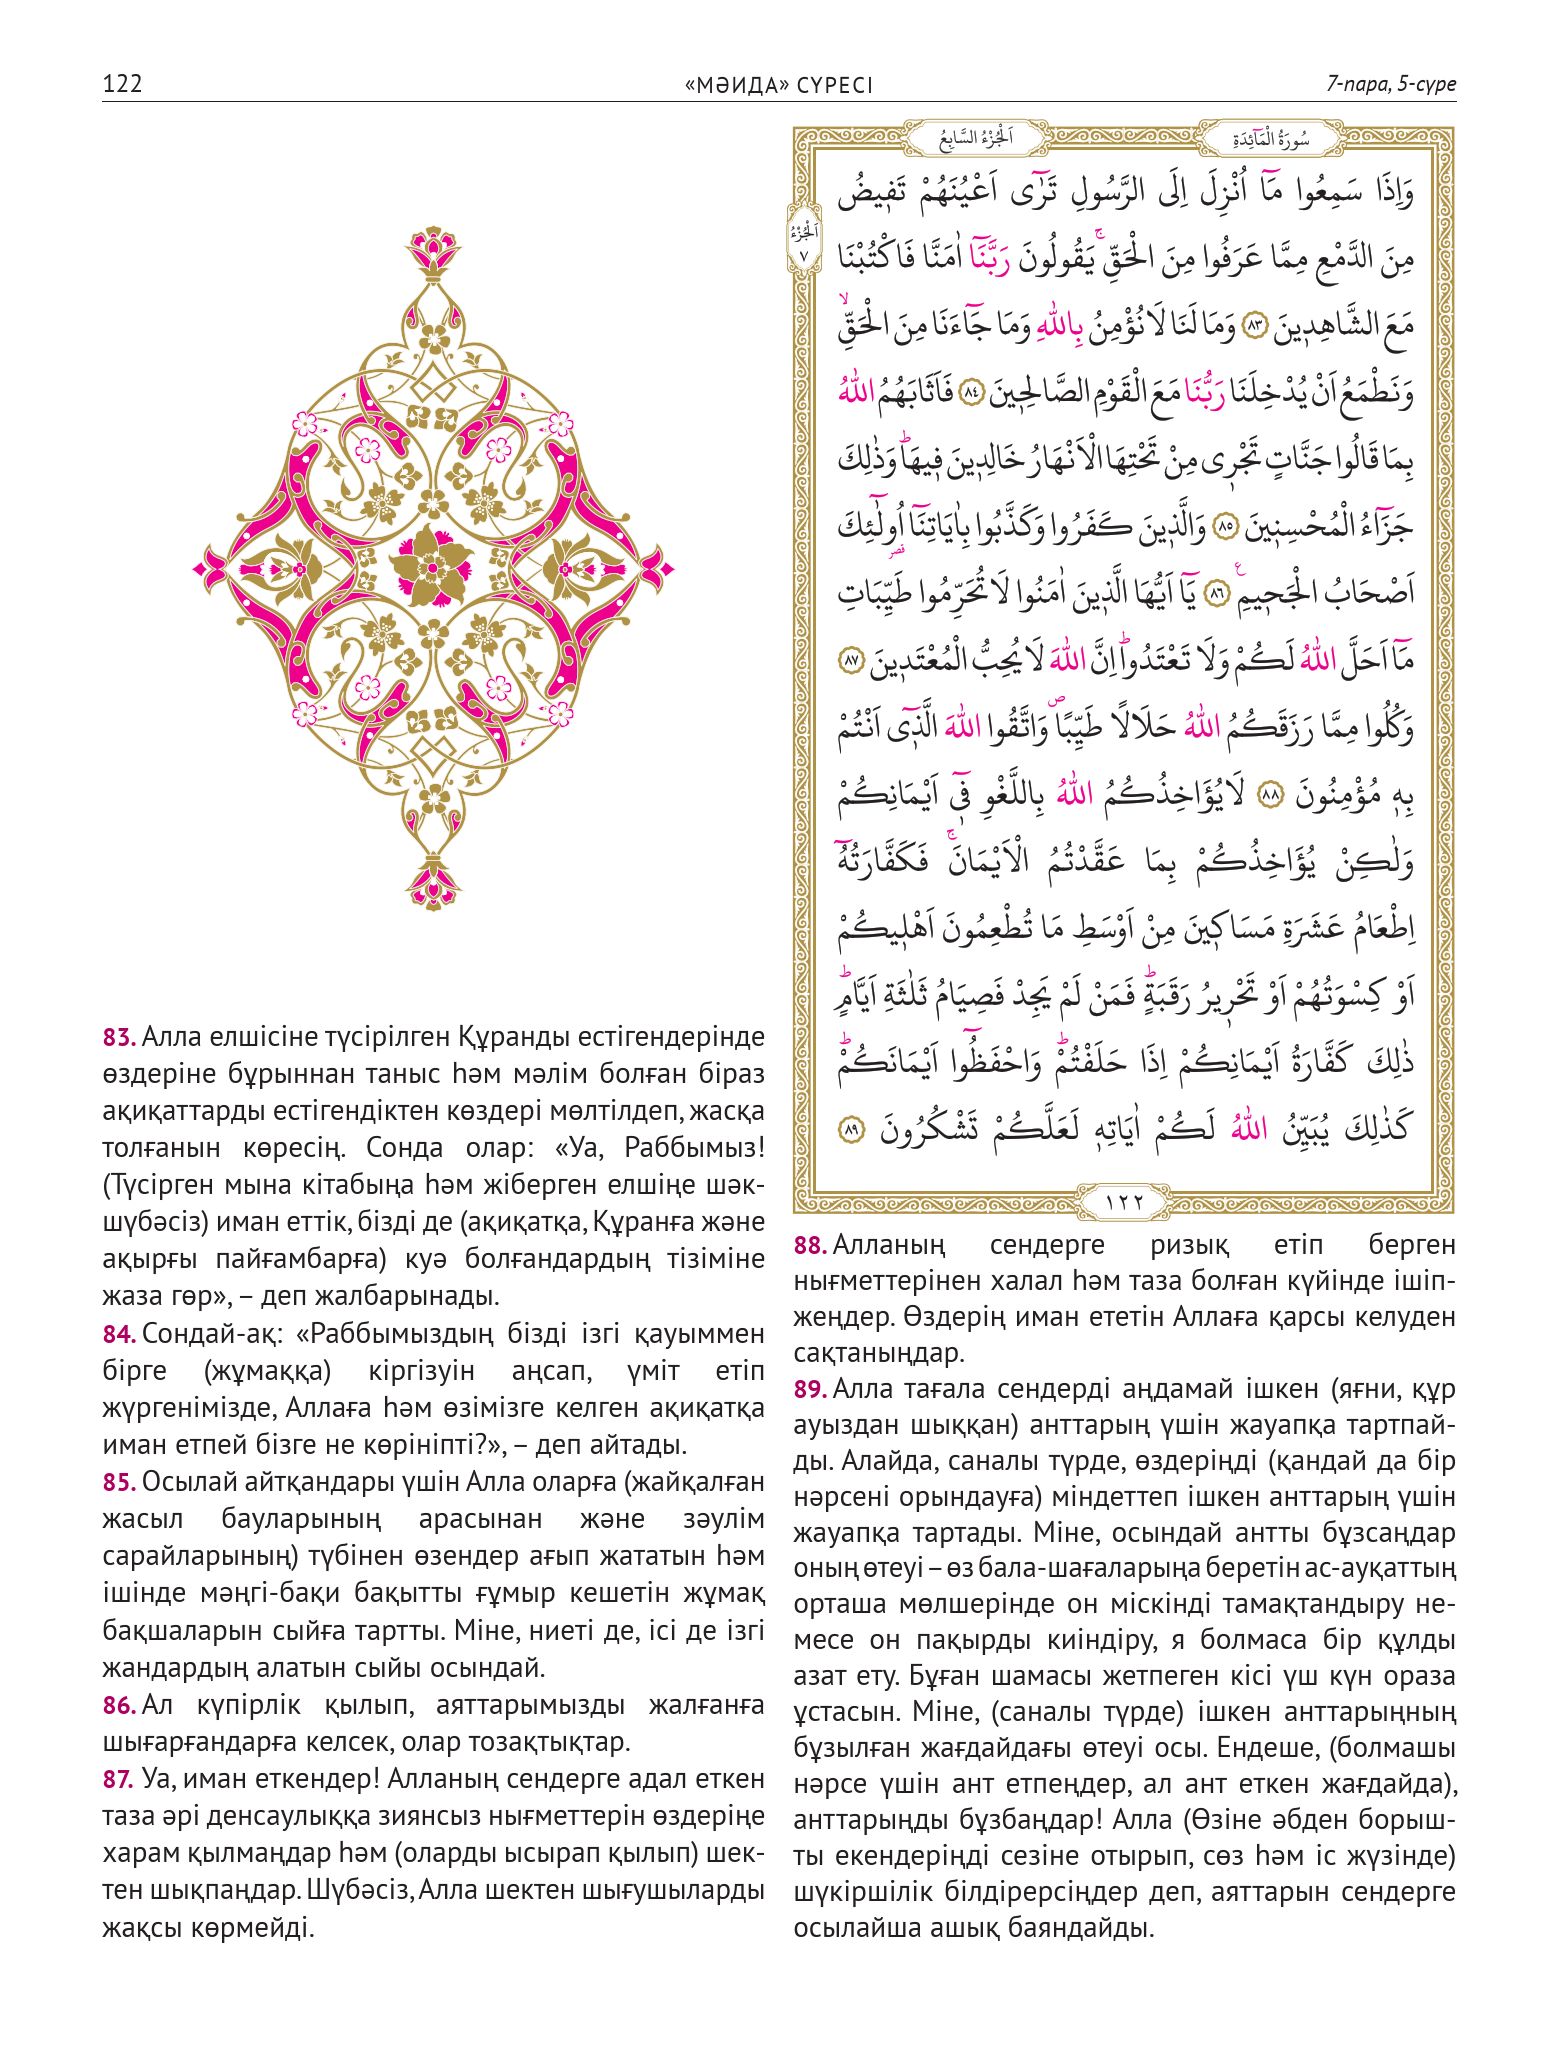 122
«МӘИДА» СҮРЕСІ
7-пара, 5-сүре
اَلْجُزْءُ السَّابِعُ
سُورَةُ الْمَٓائِدَةِ
اَلْجُزْءُ
٧
وَاِذَا سَمِعُوا مَٓا اُنْزِلَ اِلَى الرَّسُولِ تَرٰٓى اَعْيُنَهُمْ تَفٖيضُ
مِنَ الدَّمْعِ مِمَّا عَرَفُوا مِنَ الْحَقِّۚ يَقُولُونَ رَبَّنَٓا اٰمَنَّا فَاكْتُبْنَا
مَعَ الشَّاهِدٖينَ ٨٣ وَمَا لَنَا لَا نُؤْمِنُ بِاللّٰهِ وَمَا جَٓاءَنَا مِنَ الْحَقِّۙ
وَنَطْمَعُ اَنْ يُدْخِلَنَا رَبُّنَا مَعَ الْقَوْمِ الصَّالِحٖينَ ٨٤ فَاَثَابَهُمُ اللّٰهُ
بِمَا قَالُوا جَنَّاتٍ تَجْرٖى مِنْ تَحْتِهَا الْاَنْهَارُ خَالِدٖينَ فٖيهَاؕ وَذٰلِكَ
جَزَٓاءُ الْمُحْسِنٖينَ ٨٥ وَالَّذٖينَ كَفَرُوا وَكَذَّبُوا بِاٰيَاتِنَٓا اُولٰٓئِكَ
اَصْحَابُ الْجَحٖيمِ ع ٨٦ يَٓا اَيُّهَا الَّذٖينَ اٰمَنُوا لَا تُحَرِّمُوا طَيِّبَاتِ
مَٓا اَحَلَّ اللّٰهُ لَكُمْ وَلَا تَعْتَدُواؕ اِنَّ اللّٰهَ لَا يُحِبُّ الْمُعْتَدٖينَ ٨٧
وَكُلُوا مِمَّا رَزَقَكُمُ اللّٰهُ حَلَالًا طَيِّبًاࣕ وَاتَّقُوا اللّٰهَ الَّذٖٓى اَنْتُمْ
بِهٖ مُؤْمِنُونَ ٨٨ لَا يُؤَاخِذُكُمُ اللّٰهُ بِاللَّغْوِ فٖٓى اَيْمَانِكُمْ
وَلٰكِنْ يُؤَاخِذُكُمْ بِمَا عَقَّدْتُمُ الْاَيْمَانَۚ فَكَفَّارَتُهُٓ
اِطْعَامُ عَشَرَةِ مَسَاكٖينَ مِنْ اَوْسَطِ مَا تُطْعِمُونَ اَهْلٖيكُمْ
اَوْ كِسْوَتُهُمْ اَوْ تَحْرٖيرُ رَقَبَةٍؕ فَمَنْ لَمْ يَجِدْ فَصِيَامُ ثَلٰثَةِ اَيَّامٍؕ
ذٰلِكَ كَفَّارَةُ اَيْمَانِكُمْ اِذَا حَلَفْتُمْؕ وَاحْفَظُٓوا اَيْمَانَكُمْؕ
كَذٰلِكَ يُبَيِّنُ اللّٰهُ لَكُمْ اٰيَاتِهٖ لَعَلَّكُمْ تَشْكُرُونَ ٨٩
١٢٢
83. Алла елшісіне түсірілген Құранды естігендерінде
өздеріне бұрыннан таныс һәм мәлім болған біраз
ақиқаттарды естігендіктен көздері мөлтілдеп, жасқа
толғанын көресің. Сонда олар: «Уа, Раббымыз!
(Түсірген мына кітабыңа һәм жіберген елшіңе шәк-
шүбәсіз) иман еттік, бізді де (ақиқатқа, Құранға және
ақырғы пайғамбарға) куә болғандардың тізіміне
жаза гөр», – деп жалбарынады.
84. Сондай-ақ: «Раббымыздың бізді ізгі қауыммен
бірге (жұмаққа) кіргізуін аңсап, үміт етіп
жүргенімізде, Аллаға һәм өзімізге келген ақиқатқа
иман етпей бізге не көрініпті?», – деп айтады.
85. Осылай айтқандары үшін Алла оларға (жайқалған
жасыл бауларының арасынан және зәулім
сарайларының) түбінен өзендер ағып жататын һәм
ішінде мәңгі-бақи бақытты ғұмыр кешетін жұмақ
бақшаларын сыйға тартты. Міне, ниеті де, ісі де ізгі
жандардың алатын сыйы осындай.
86. Ал күпірлік қылып, аяттарымызды жалғанға
шығарғандарға келсек, олар тозақтықтар.
87. Уа, иман еткендер! Алланың сендерге адал еткен
таза әрі денсаулыққа зиянсыз нығметтерін өздеріңе
харам қылмаңдар һәм (оларды ысырап қылып) шек-
тен шықпаңдар. Шүбәсіз, Алла шектен шығушыларды
жақсы көрмейді.
88. Алланың сендерге ризық етіп берген
нығметтерінен халал һәм таза болған күйінде ішіп-
жеңдер. Өздерің иман ететін Аллаға қарсы келуден
сақтаныңдар.
89. Алла тағала сендерді аңдамай ішкен (яғни, құр
ауыздан шыққан) анттарың үшін жауапқа тартпай-
ды. Алайда, саналы түрде, өздеріңді (қандай да бір
нәрсені орындауға) міндеттеп ішкен анттарың үшін
жауапқа тартады. Міне, осындай антты бұзсаңдар
оның өтеуі – өз бала-шағаларыңа беретін ас-ауқаттың
орташа мөлшерінде он міскінді тамақтандыру не-
месе он пақырды киіндіру, я болмаса бір құлды
азат ету. Бұған шамасы жетпеген кісі үш күн ораза
ұстасын. Міне, (саналы түрде) ішкен анттарыңның
бұзылған жағдайдағы өтеуі осы. Ендеше, (болмашы
нәрсе үшін ант етпеңдер, ал ант еткен жағдайда),
анттарыңды бұзбаңдар! Алла (Өзіне әбден борыш-
ты екендеріңді сезіне отырып, сөз һәм іс жүзінде)
шүкіршілік білдірерсіңдер деп, аяттарын сендерге
осылайша ашық баяндайды.